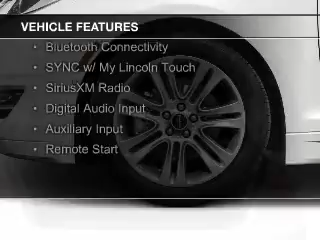 VEHICLE FEATURES
• Bluetooth Connectivity
• SYNC w/ My Lincoln Touch
• SiriusXM Radio
• Digital Audio Input
• Auxiliary Input
• Remote Start